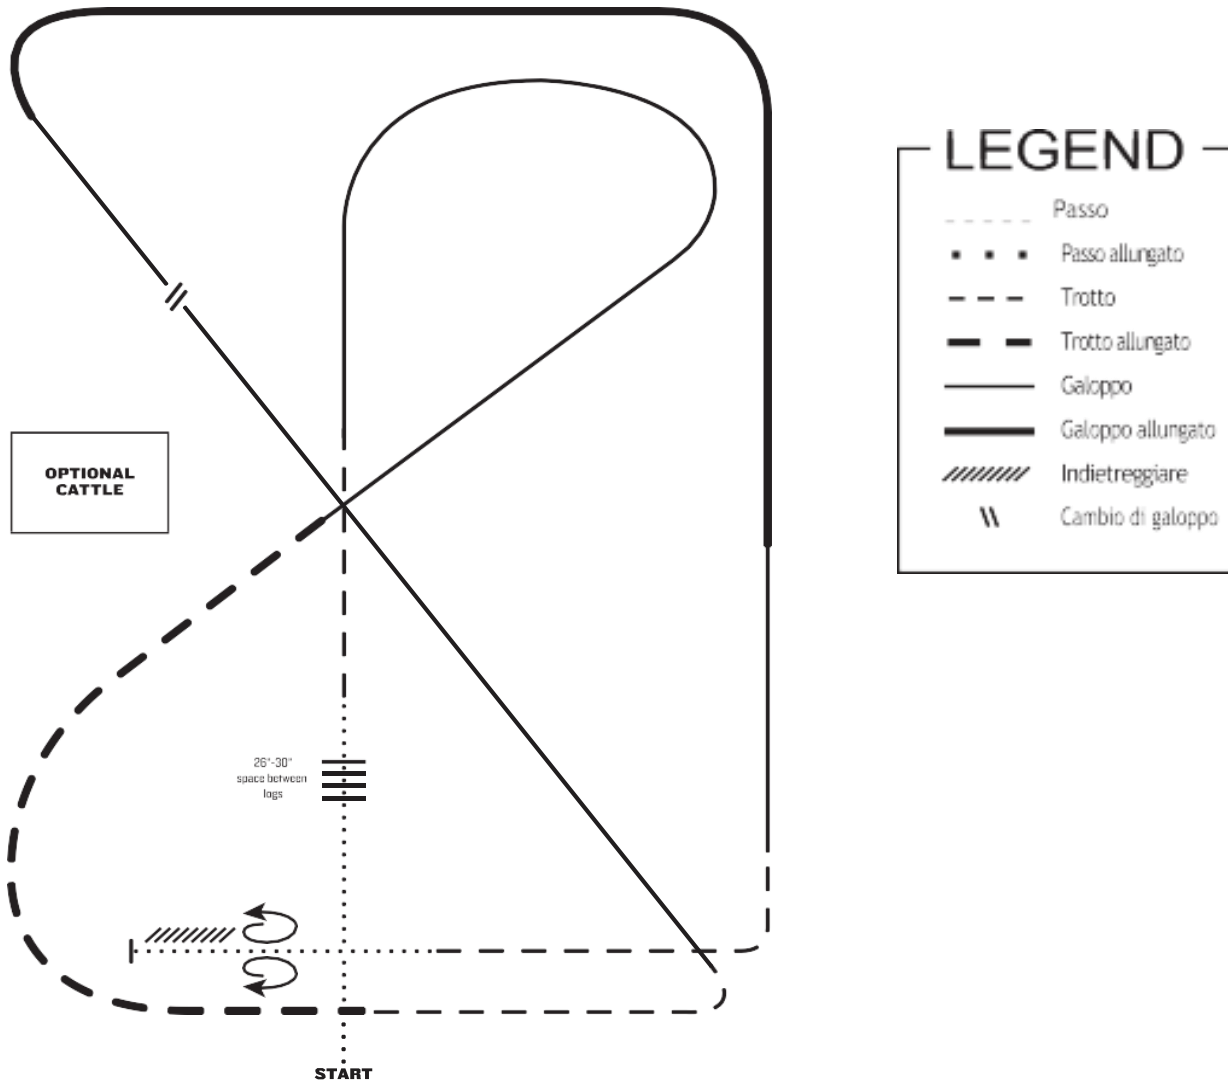 LEGEND
Passo
Passo allungato
Trotto
Trotto allungato
Galoppo
Galoppo allungato
Indietreggiare
Cambio di galoppo
OPTIONAL
CATTLE
26"-30"
space between
logs
START